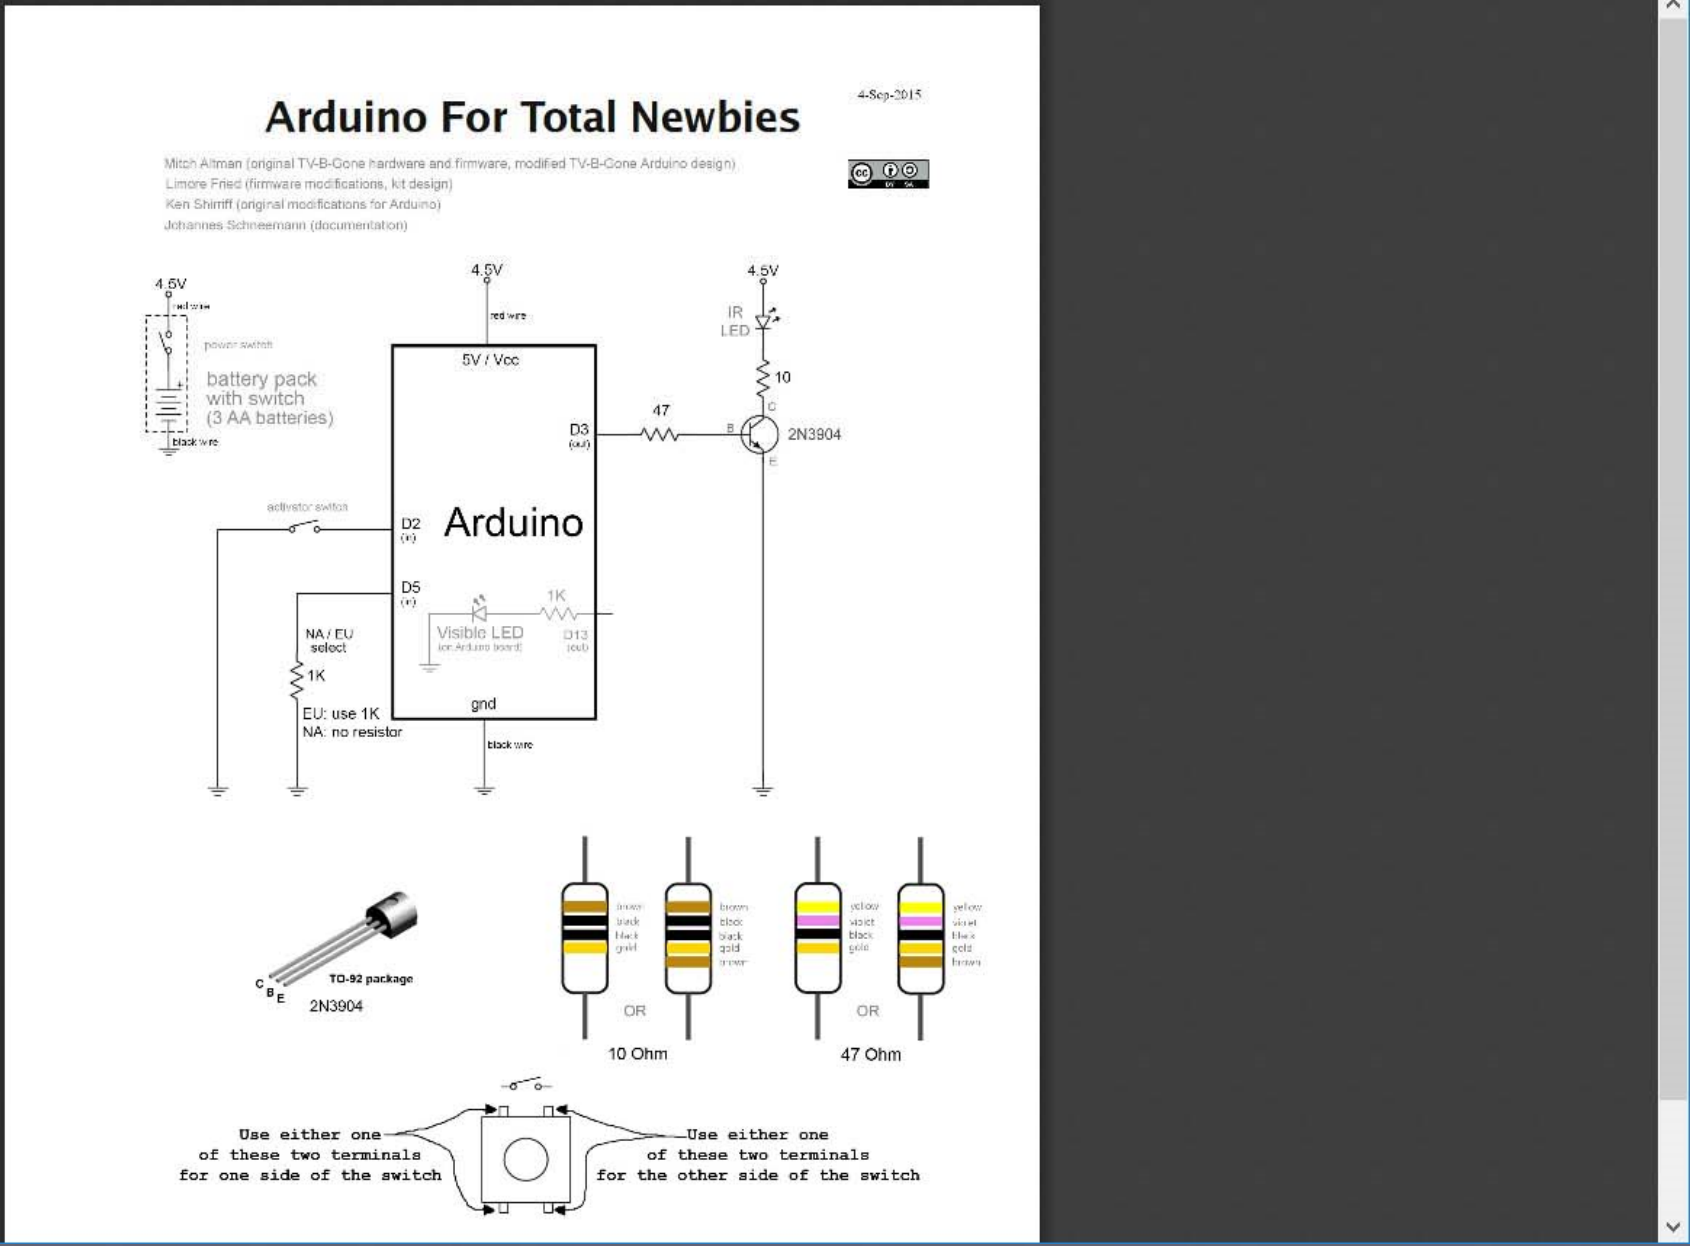 4-Sep-2015
Arduino For Total Newbies
Mitch Altman (original TV-B-Gone hardware and firmware, modified TV-B-Gone Arduino design)
Limore Fried (firmware modifications, kit design)
Ken Shirriff (original modifications for Arduino)
Johannes Schneemann (documentation)
cc
BY SA
4.5V
red wire
power switch
+
battery pack
with switch
(3 AA batteries)
black wire
4.5V
red wire
5V / Vcc
4.5V
IR
LED
10
C
47
B
2N3904
E
D3
(out)
activator switch
D2
(in)
Arduino
D5
(in)
1K
Visible LED
(on Arduino board)
D13
(out)
NA / EU
select
1K
EU: use 1K
NA: no resistor
gnd
black wire
C
B
E
TO-92 package
2N3904
brown
black
black
gold
brown
black
black
gold
brown
OR
10 Ohm
yellow
violet
black
gold
yellow
violet
black
gold
brown
OR
47 Ohm
Use either one
of these two terminals
for one side of the switch
Use either one
of these two terminals
for the other side of the switch